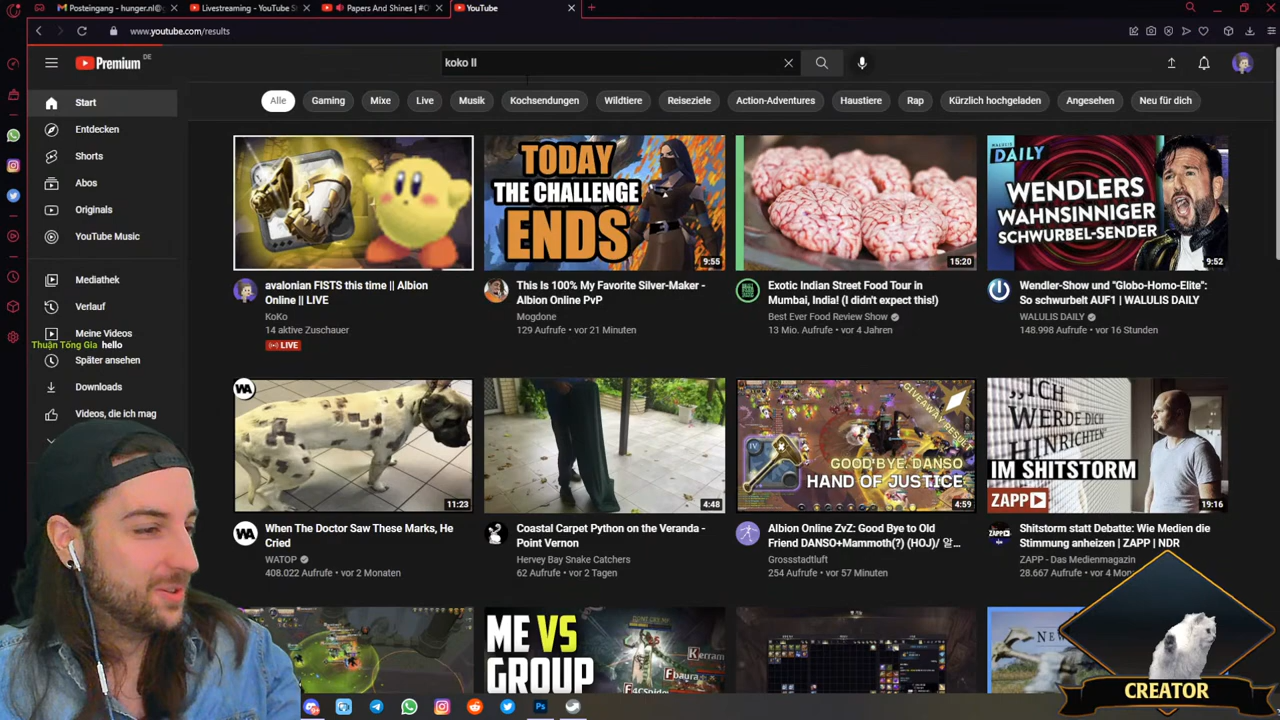 Posteingang - hunger.nl@
Livestreaming - YouTube S
Papers And Shines | #C
YouTube
www.youtube.com/results
Premium DE
koko II
Alle
Gaming
Mixe
Live
Musik
Kochsendungen
Wildtiere
Reiseziele
Action-Adventures
Haustiere
Rap
Kürzlich hochgeladen
Angesehen
Neu für dich
Start
Entdecken
Shorts
Abos
Originals
YouTube Music
Mediathek
Verlauf
Meine Videos
Thuận Tống Gia hello
Später ansehen
Downloads
Videos, die ich mag
TODAY
THE CHALLENGE
ENDS
9:55
15:20
WALULIS
DAILY
WENDLERS
WAHNSINNIGER
SCHWURBEL-SENDER
9:52
avalonian FISTS this time || Albion
Online || LIVE
KoKo
14 aktive Zuschauer
LIVE
This Is 100% My Favorite Silver-Maker -
Albion Online PvP
Mogdone
129 Aufrufe • vor 21 Minuten
Exotic Indian Street Food Tour in
Mumbai, India! (I didn't expect this!)
Best Ever Food Review Show
13 Mio. Aufrufe • vor 4 Jahren
Wendler-Show und "Globo-Homo-Elite":
So schwurbelt AUF1 | WALULIS DAILY
WALULIS DAILY
148.998 Aufrufe • vor 16 Stunden
WA
11:23
4:48
GIVEAWAY RESULT
IV
GOOD BYE. DANSO
HAND OF JUSTICE
4:59
„ICH
WERDE DICH
HINRICHTEN
IM SHITSTORM
ZAPP
19:16
WA
When The Doctor Saw These Marks, He
Cried
WATOP
408.022 Aufrufe • vor 2 Monaten
Coastal Carpet Python on the Veranda -
Point Vernon
Hervey Bay Snake Catchers
62 Aufrufe • vor 2 Tagen
Albion Online ZvZ: Good Bye to Old
Friend DANSO+Mammoth(?) (HOJ)/ 알...
Grossstadtluft
254 Aufrufe • vor 57 Minuten
Shitstorm statt Debatte: Wie Medien die
Stimmung anheizen | ZAPP | NDR
ZAPP - Das Medienmagazin
28.667 Aufrufe • vor 4 Mon
ME VS
GROUP
Kerram
Fbaura
F4CSpider
NEW
CREATOR
Ps